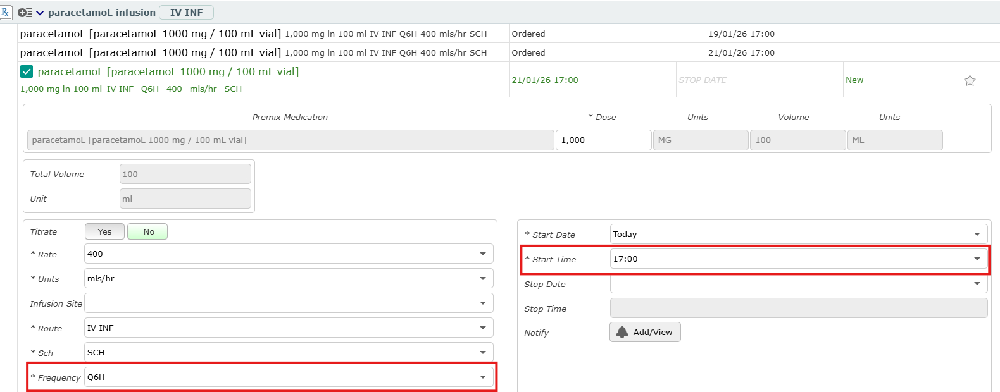 Rx paracetamoL infusion IV INF
paracetamoL [paracetamoL 1000 mg / 100 mL vial] 1,000 mg in 100 ml IV INF Q6H 400 mls/hr SCH Ordered 19/01/26 17:00
paracetamoL [paracetamoL 1000 mg / 100 mL vial] 1,000 mg in 100 ml IV INF Q6H 400 mls/hr SCH Ordered 21/01/26 17:00
paracetamoL [paracetamoL 1000 mg / 100 mL vial]
1,000 mg in 100 ml IV INF Q6H 400 mls/hr SCH
21/01/26 17:00 STOP DATE New
Premix Medication * Dose Units Volume Units
paracetamoL [paracetamoL 1000 mg / 100 mL vial] 1,000 MG 100 ML
Total Volume 100
Unit ml
Titrate Yes No
* Rate 400
* Units mls/hr
Infusion Site
* Route IV INF
* Sch SCH
* Frequency Q6H
* Start Date Today
* Start Time 17:00
Stop Date
Stop Time
Notify Add/View